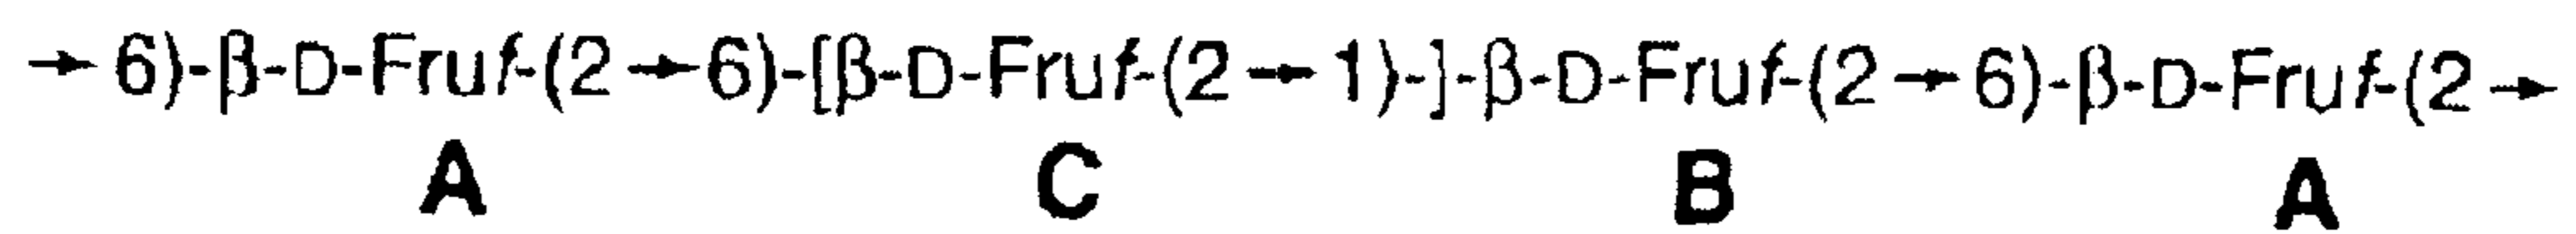 → 6)-β-D-Fruf-(2 → 6)-[β-D-Fruf-(2 → 1)-]-β-D-Fruf-(2 → 6)-β-D-Fruf-(2 →
A C B A